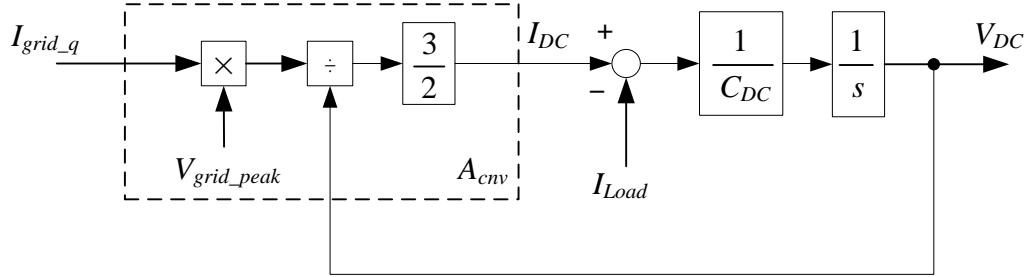 I_grid_q
×
÷
3
2
I_DC
+
−
1
C_DC
1
s
V_DC
V_grid_peak
A_cnv
I_Load